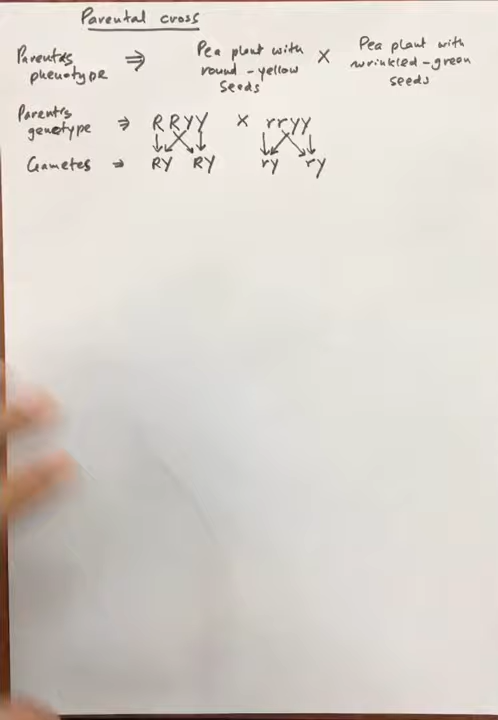 Parental cross
Parent's phenotype ⇒ Pea plant with round-yellow seeds × Pea plant with wrinkled-green seeds
Parent's genotype ⇒ RRYY × rryy
Gametes ⇒ RY RY ry ry